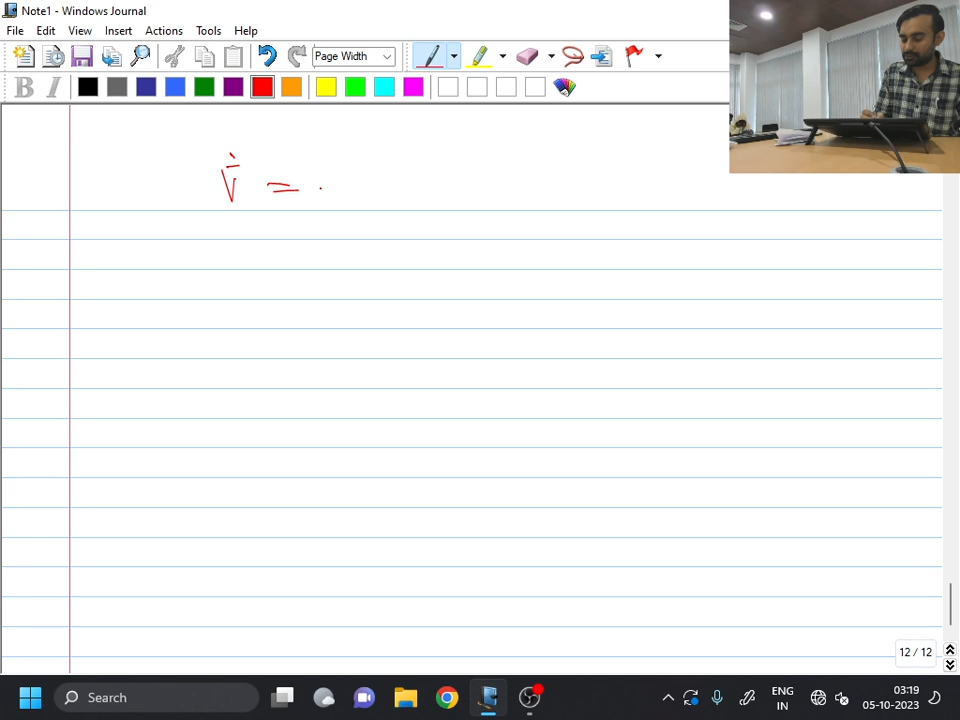 Note1 - Windows Journal
File Edit View Insert Actions Tools Help
Page Width
B I
V̇ = .
12 / 12
Search
ENG
IN
03:19
05-10-2023